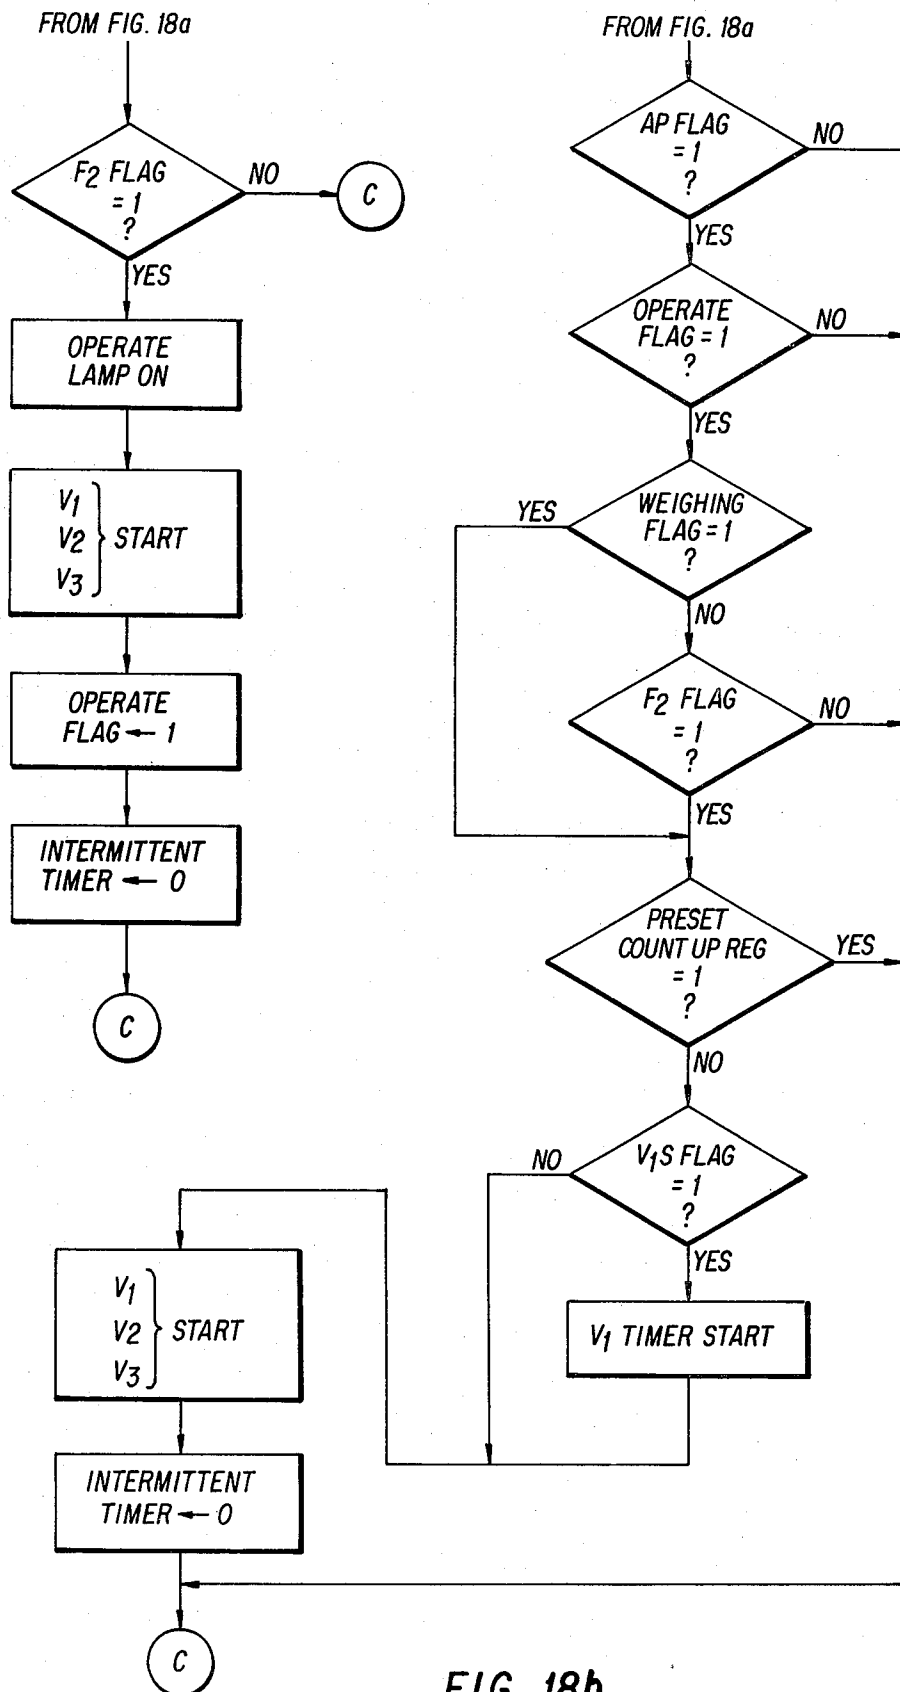 FROM FIG. 18a
F2 FLAG
= 1
?
NO
C
YES
OPERATE
LAMP ON
V1
V2
V3
START
OPERATE
FLAG ← 1
INTERMITTENT
TIMER ← 0
C
FROM FIG. 18a
AP FLAG
= 1
?
NO
YES
OPERATE
FLAG = 1
?
NO
YES
WEIGHING
FLAG = 1
?
YES
NO
F2 FLAG
= 1
?
NO
YES
PRESET
COUNT UP REG
= 1
?
YES
NO
V1S FLAG
= 1
?
NO
YES
V1 TIMER START
V1
V2
V3
START
INTERMITTENT
TIMER ← 0
C
FIG. 18b